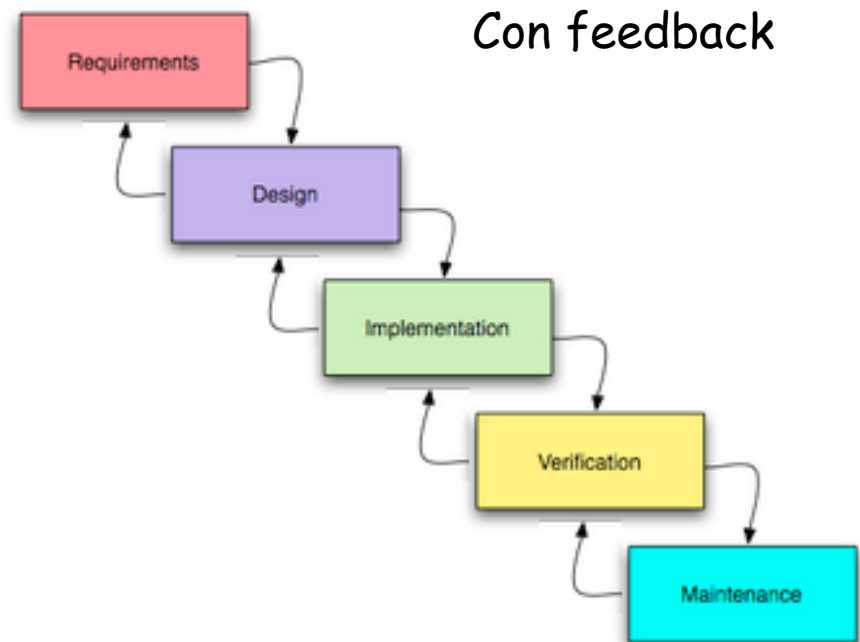 Con feedback
Requirements
Design
Implementation
Verification
Maintenance